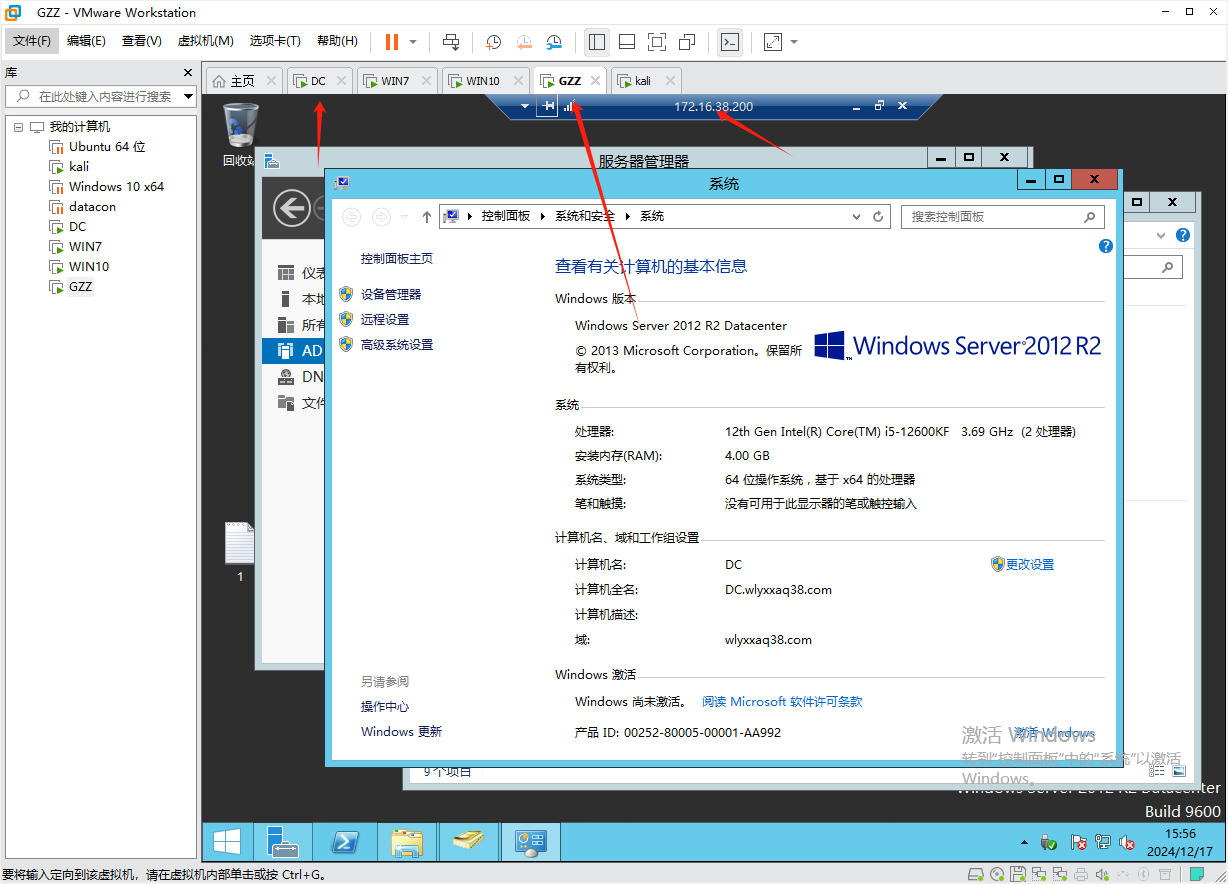 GZZ - VMware Workstation
文件(F) 编辑(E) 查看(V) 虚拟机(M) 选项卡(T) 帮助(H)
库
在此处键入内容进行搜索
我的计算机
Ubuntu 64 位
kali
Windows 10 x64
datacon
DC
WIN7
WIN10
GZZ
主页 DC WIN7 WIN10 GZZ kali
172.16.38.200
回收站
服务器管理器
系统
控制面板 系统和安全 系统
搜索控制面板
仪表
本地
所有
AD
DN
文件
1
控制面板主页
设备管理器
远程设置
高级系统设置
查看有关计算机的基本信息
Windows 版本
Windows Server 2012 R2 Datacenter
© 2013 Microsoft Corporation。保留所
有权利。
Windows Server 2012 R2
系统
处理器: 12th Gen Intel(R) Core(TM) i5-12600KF 3.69 GHz (2 处理器)
安装内存(RAM): 4.00 GB
系统类型: 64 位操作系统，基于 x64 的处理器
笔和触摸: 没有可用于此显示器的笔或触控输入
计算机名、域和工作组设置
计算机名: DC
更改设置
计算机全名: DC.wlyxxaq38.com
计算机描述:
域: wlyxxaq38.com
Windows 激活
Windows 尚未激活。 阅读 Microsoft 软件许可条款
产品 ID: 00252-80005-00001-AA992
激活 Windows
另请参阅
操作中心
Windows 更新
激活 Windows
转到"控制面板"中的"系统"以激活
Windows。
9 个项目
Windows Server 2012 R2 Datacenter
Build 9600
15:56
2024/12/17
要将输入定向到该虚拟机，请在虚拟机内部单击或按 Ctrl+G。